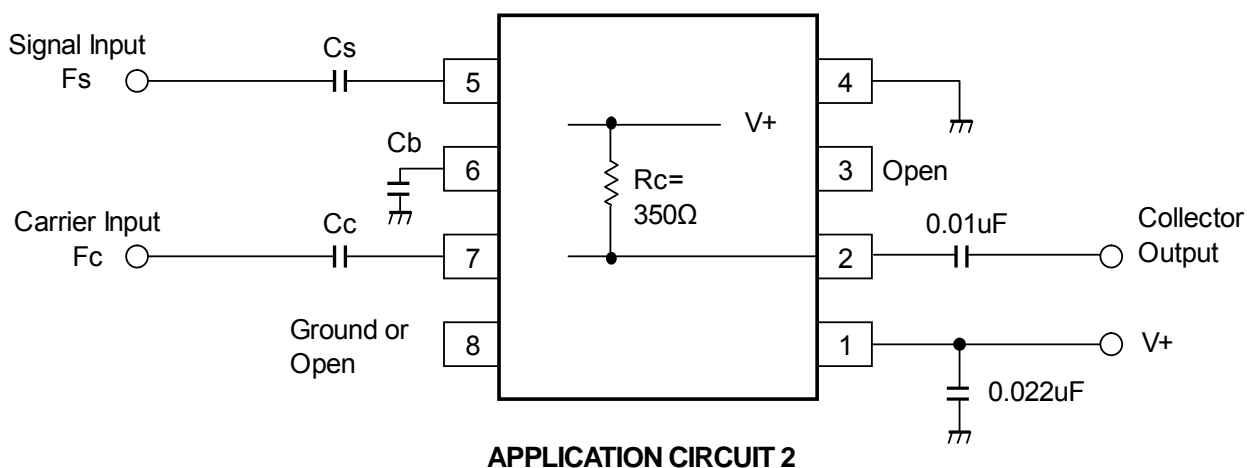 Signal Input
Fs
Cs
5
4
V+
Cb
6
3
Open
Rc=
350Ω
Carrier Input
Fc
Cc
7
2
0.01uF
Collector
Output
Ground or
Open
8
1
V+
0.022uF
APPLICATION CIRCUIT 2